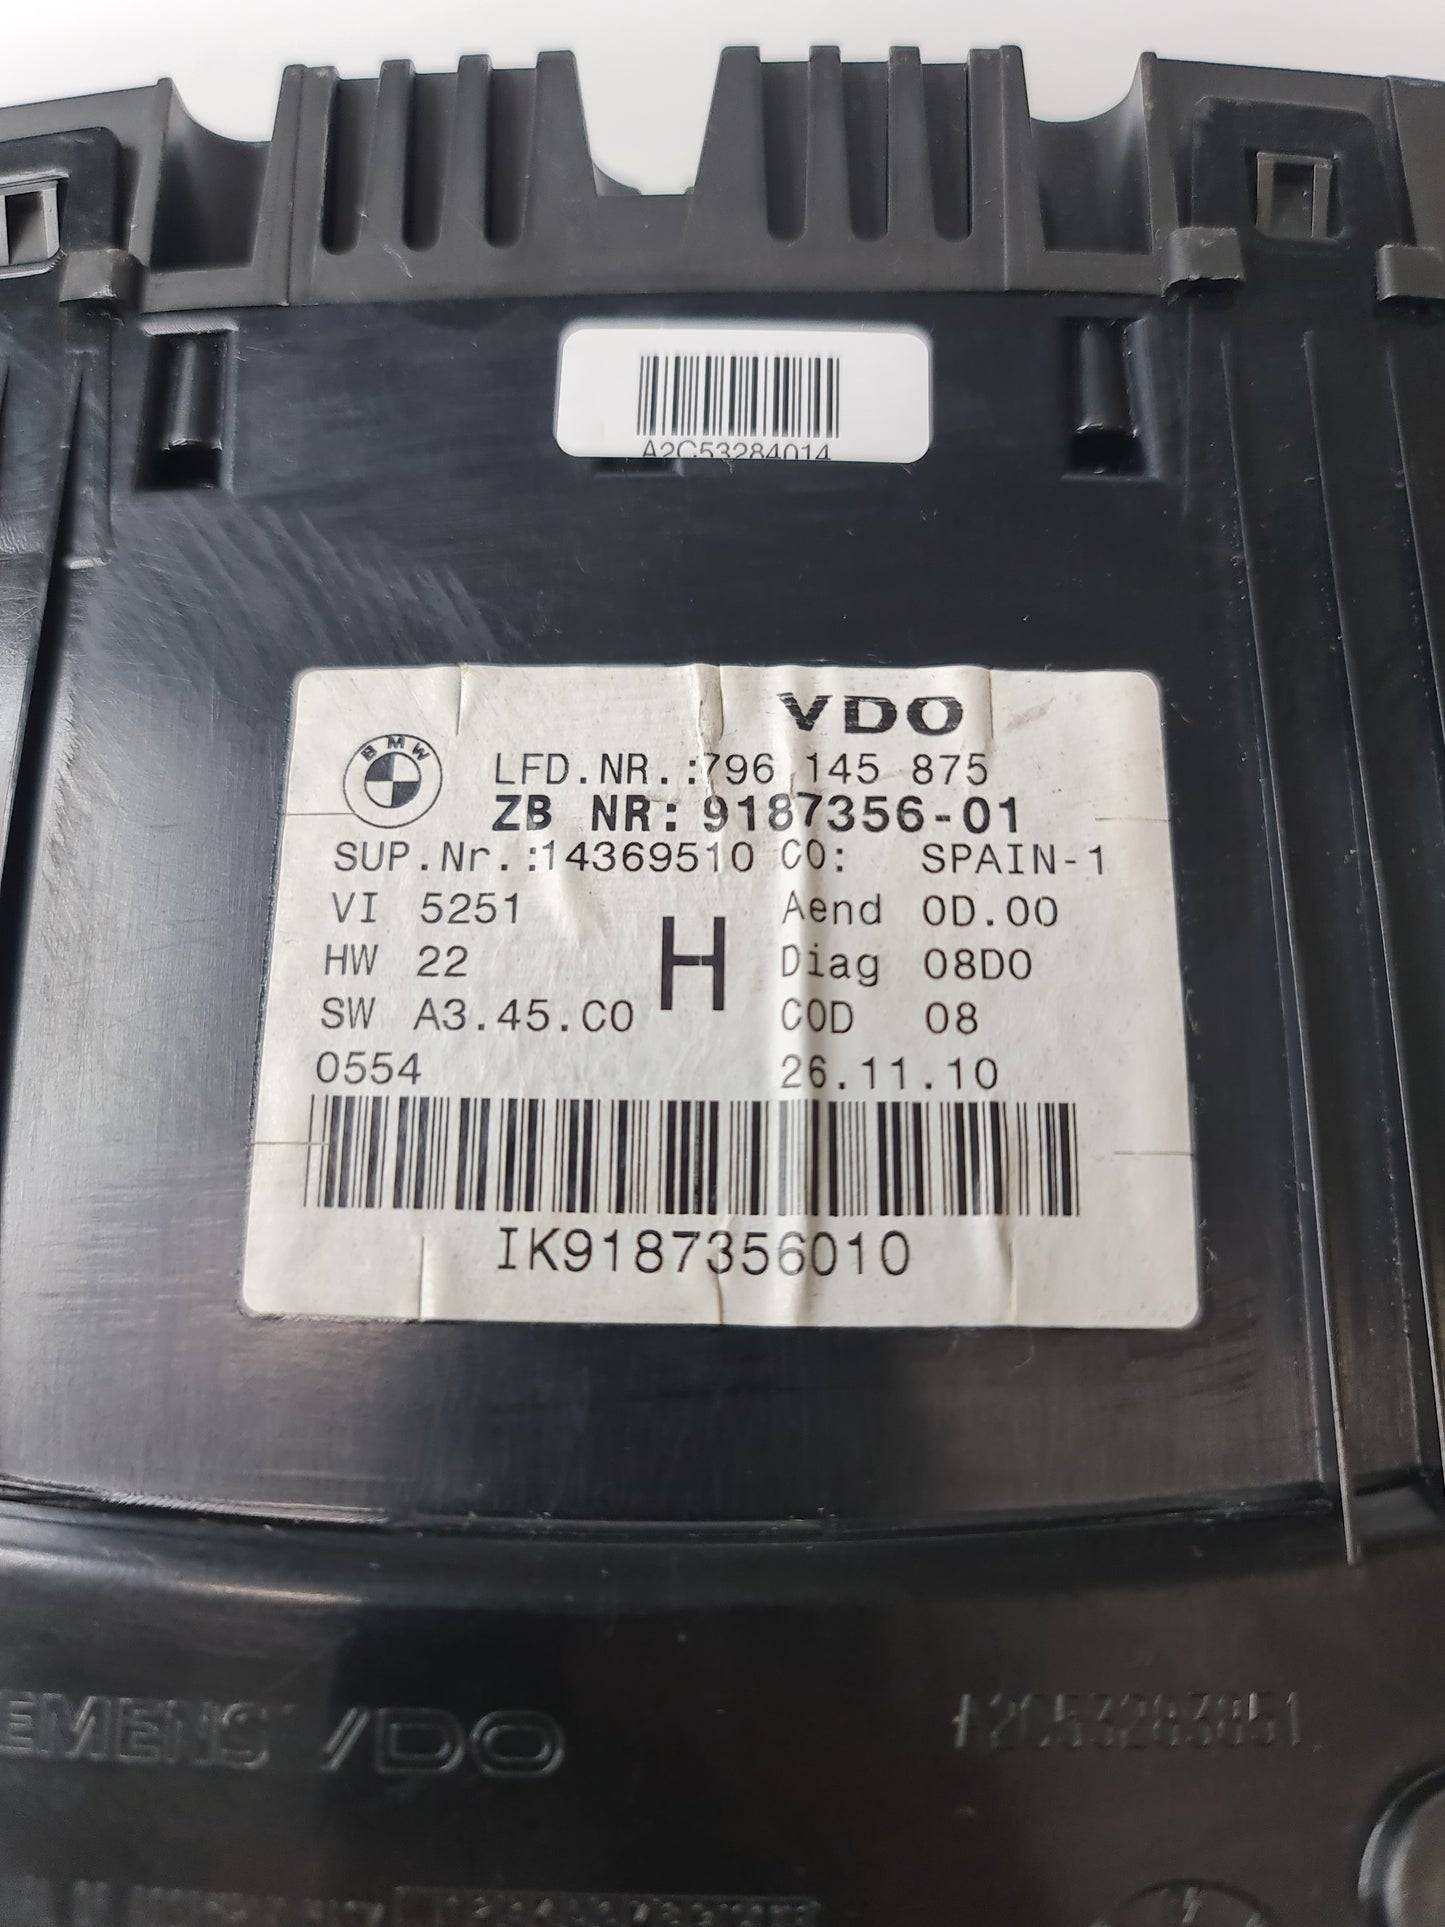 A2C53284014
VDO
BMW
LFD.NR.:796 145 875
ZB NR: 9187356-01
SUP.Nr.:14369510 CO: SPAIN-1
VI 5251 Aend 0D.00
HW 22 H Diag 08D0
SW A3.45.C0 COD 08
0554 26.11.10
IK9187356010
EMENS VDO
A2C53283851